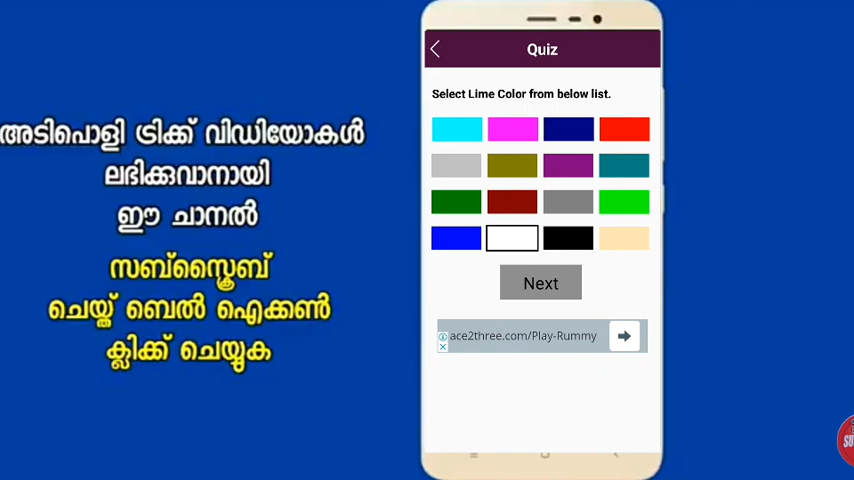 അടിപൊളി ട്രിക്ക് വിഡിയോകൾ
ലഭിക്കുവാനായി
ഈ ചാനൽ
സബ്സ്ക്രൈബ്
ചെയ്ത് ബെൽ ഐക്കൺ
ക്ലിക്ക് ചെയ്യുക
Quiz
Select Lime Color from below list.
Next
ace2three.com/Play-Rummy